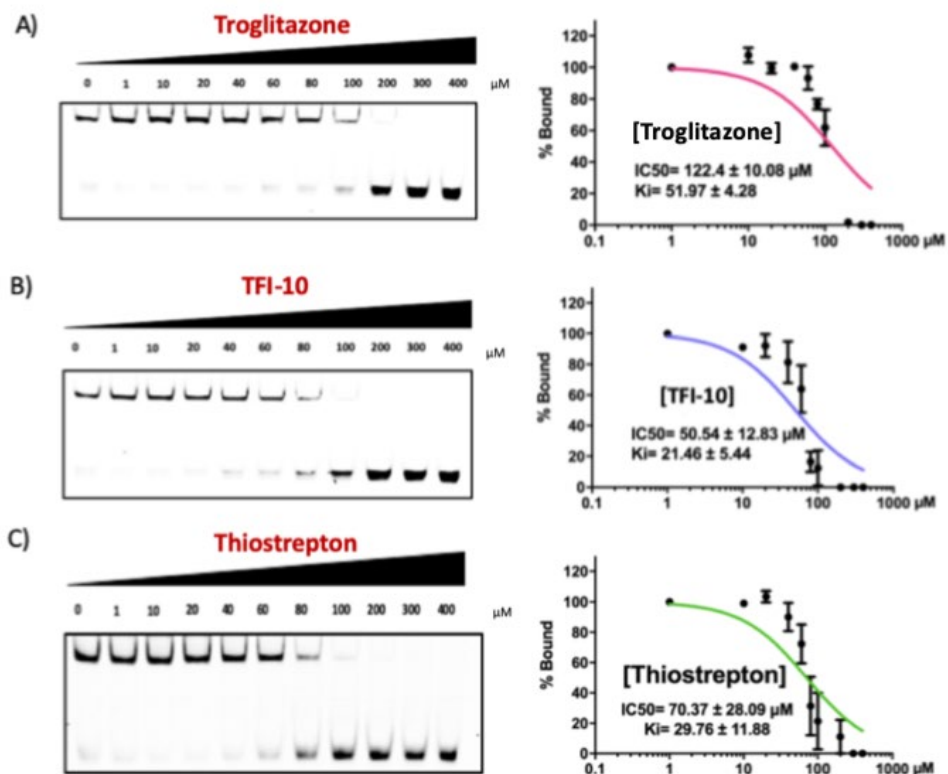 A)
Troglitazone
0 1 10 20 40 60 80 100 200 300 400 µM
120
100
80
60
40
20
0
% Bound
[Troglitazone]
IC50= 122.4 ± 10.08 µM
Ki= 51.97 ± 4.28
0.1 1 10 100 1000 µM
B)
TFI-10
0 1 10 20 40 60 80 100 200 300 400 µM
120
100
80
60
40
20
0
% Bound
[TFI-10]
IC50= 50.54 ± 12.83 µM
Ki= 21.46 ± 5.44
0.1 1 10 100 1000 µM
C)
Thiostrepton
0 1 10 20 40 60 80 100 200 300 400 µM
120
100
80
60
40
20
0
% Bound
[Thiostrepton]
IC50= 70.37 ± 28.09 µM
Ki= 29.76 ± 11.88
0.1 1 10 100 1000 µM